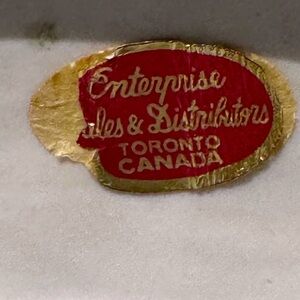 Enterprise
ales & Distributors
TORONTO
CANADA